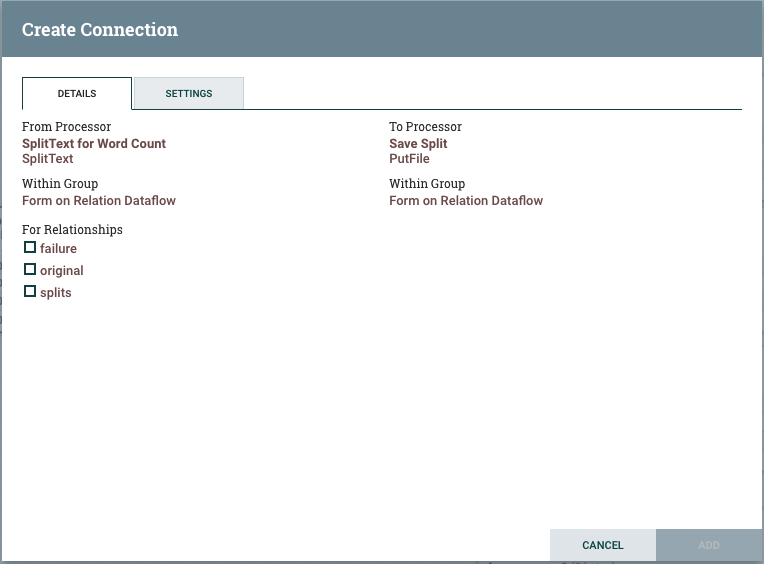 Create Connection
DETAILS
SETTINGS
From Processor
SplitText for Word Count
SplitText
To Processor
Save Split
PutFile
Within Group
Form on Relation Dataflow
Within Group
Form on Relation Dataflow
For Relationships
failure
original
splits
CANCEL
ADD